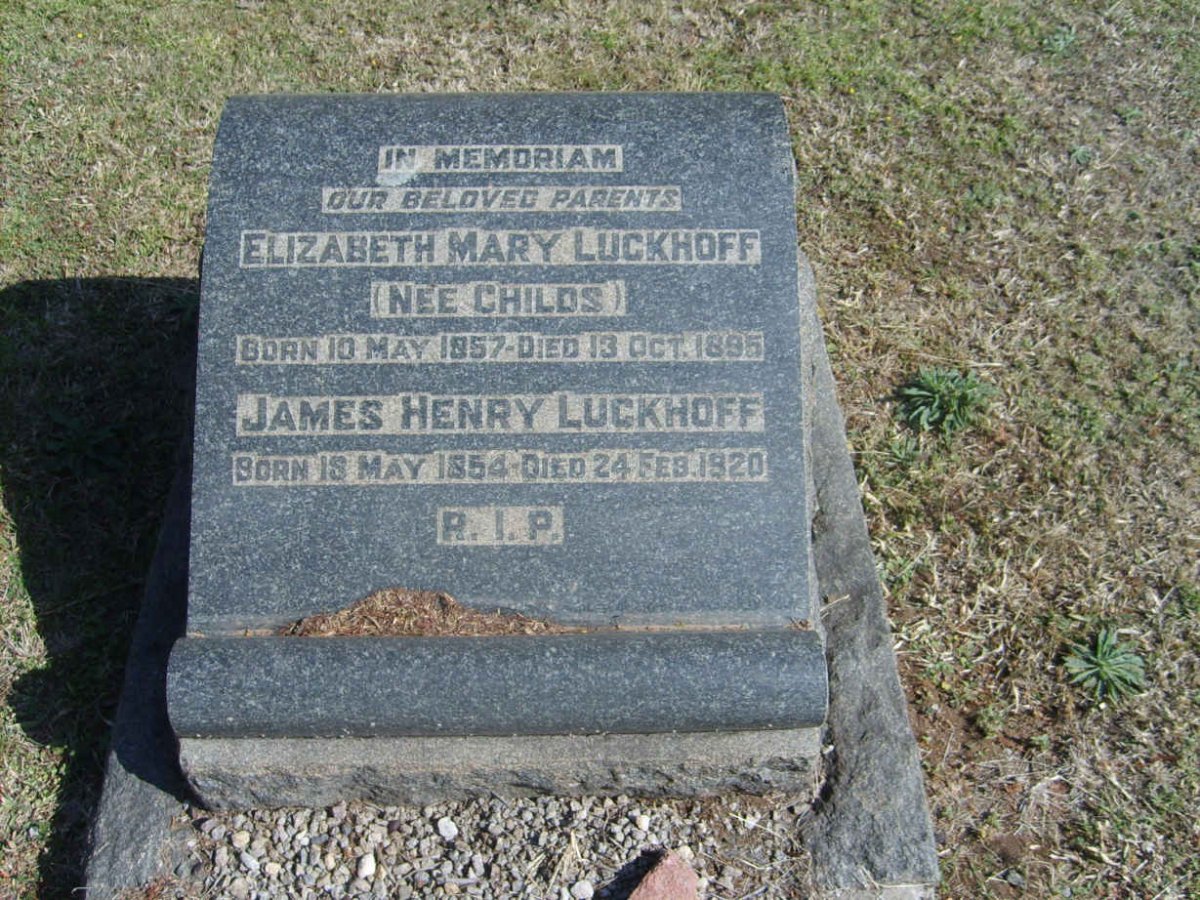 IN MEMORIAM
OUR BELOVED PARENTS
ELIZABETH MARY LUCKHOFF
(NEE CHILDS)
BORN 10 MAY 1857-DIED 13 OCT. 1895
JAMES HENRY LUCKHOFF
BORN 18 MAY 1854-DIED 24 FEB. 1920
R. I. P.